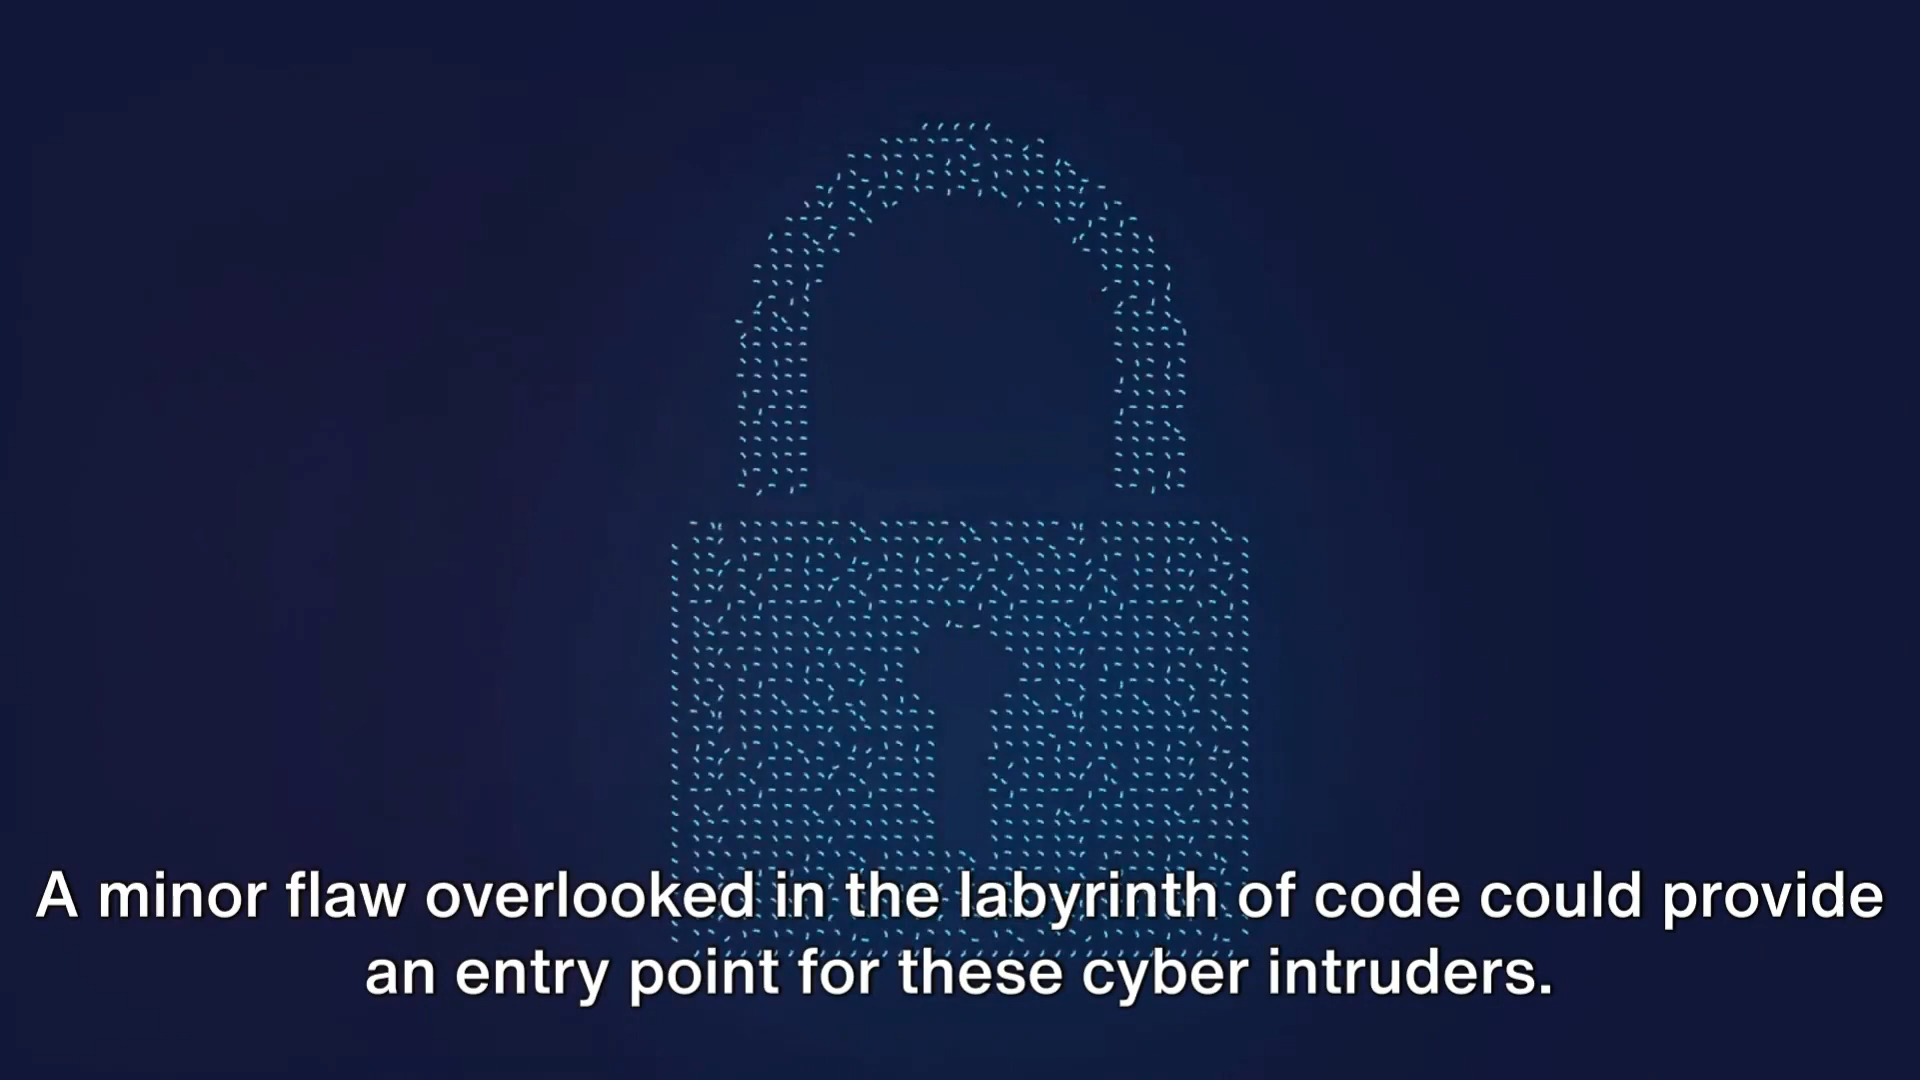 A minor flaw overlooked in the labyrinth of code could provide
an entry point for these cyber intruders.